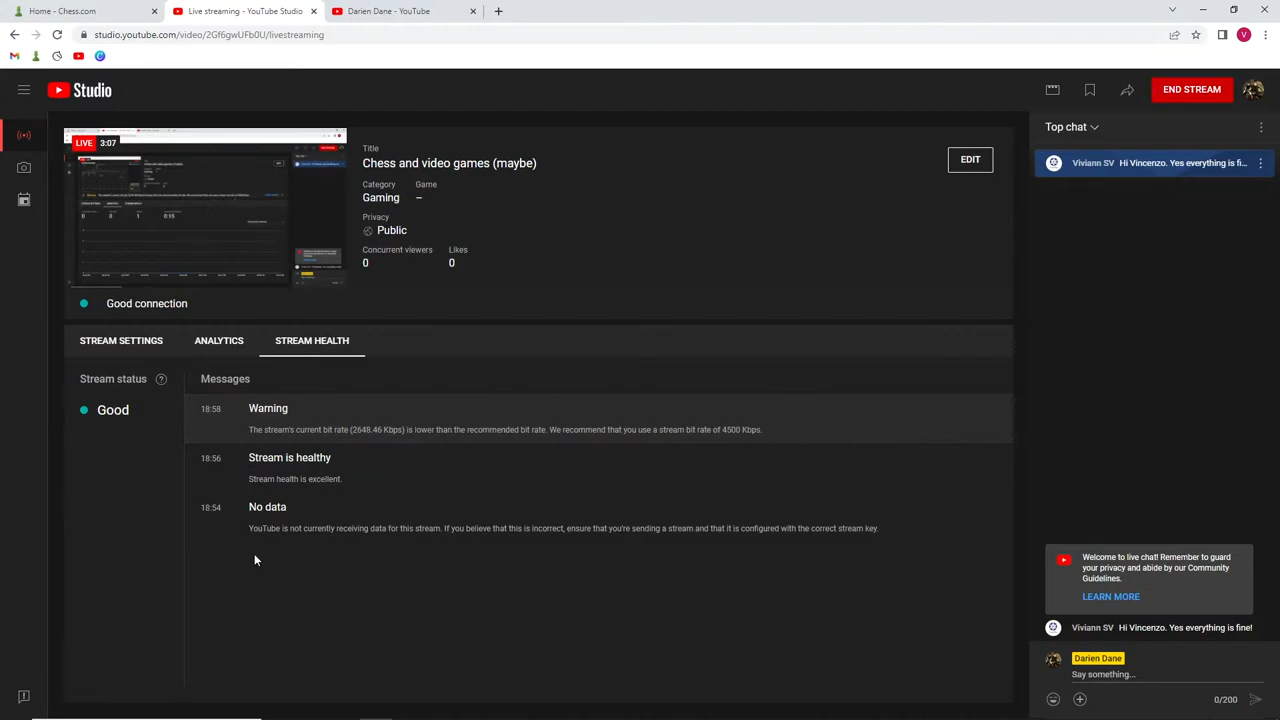 Home - Chess.com
Live streaming - YouTube Studio
Darien Dane - YouTube
studio.youtube.com/video/2Gf6gwUFb0U/livestreaming
V
Studio
END STREAM
LIVE 3:07
Title
Chess and video games (maybe)
EDIT
Category Game
Gaming –
Privacy
Public
Concurrent viewers Likes
0 0
Good connection
STREAM SETTINGS ANALYTICS STREAM HEALTH
Stream status
Good
Messages
18:58 Warning
The stream's current bit rate (2648.46 Kbps) is lower than the recommended bit rate. We recommend that you use a stream bit rate of 4500 Kbps.
18:56 Stream is healthy
Stream health is excellent.
18:54 No data
YouTube is not currently receiving data for this stream. If you believe that this is incorrect, ensure that you're sending a stream and that it is configured with the correct stream key.
Top chat
Viviann SV Hi Vincenzo. Yes everything is fi...
Welcome to live chat! Remember to guard
your privacy and abide by our Community
Guidelines.
LEARN MORE
Viviann SV Hi Vincenzo. Yes everything is fine!
Darien Dane
Say something...
0/200